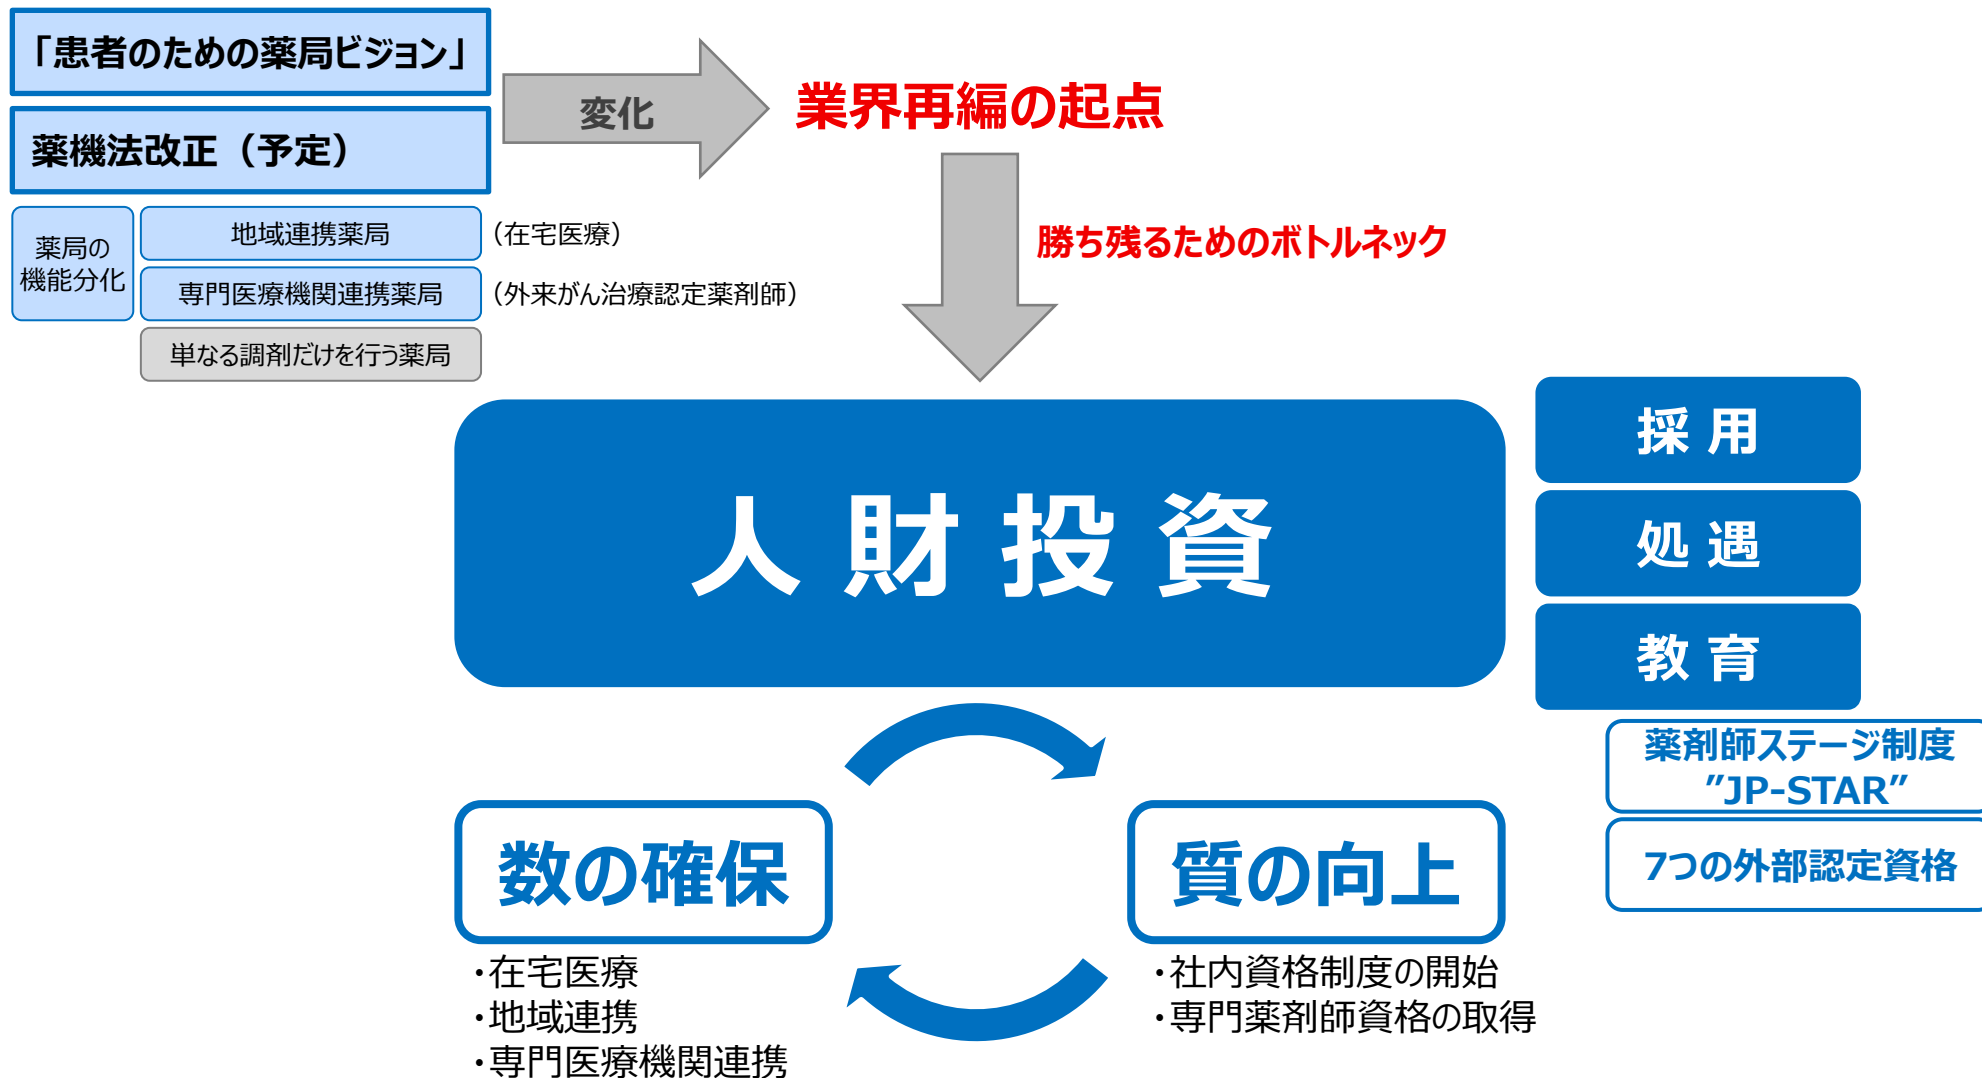 「患者のための薬局ビジョン」
薬機法改正（予定）
変化
業界再編の起点
薬局の
機能分化
地域連携薬局
（在宅医療）
専門医療機関連携薬局
（外来がん治療認定薬剤師）
単なる調剤だけを行う薬局
勝ち残るためのボトルネック
人財投資
採用
処遇
教育
薬剤師ステージ制度
”JP-STAR”
7つの外部認定資格
数の確保
・在宅医療
・地域連携
・専門医療機関連携
質の向上
・社内資格制度の開始
・専門薬剤師資格の取得